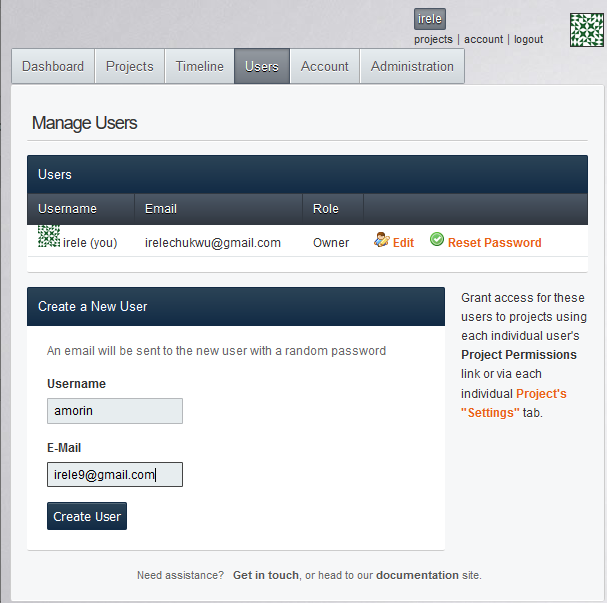 irele
projects | account | logout
Dashboard Projects Timeline Users Account Administration
Manage Users
Users
Username Email Role
irele (you) irelechukwu@gmail.com Owner Edit Reset Password
Create a New User
An email will be sent to the new user with a random password
Username
amorin
E-Mail
irele9@gmail.com
Create User
Grant access for these
users to projects using
each individual user's
Project Permissions
link or via each
individual Project's
"Settings" tab.
Need assistance? Get in touch, or head to our documentation site.